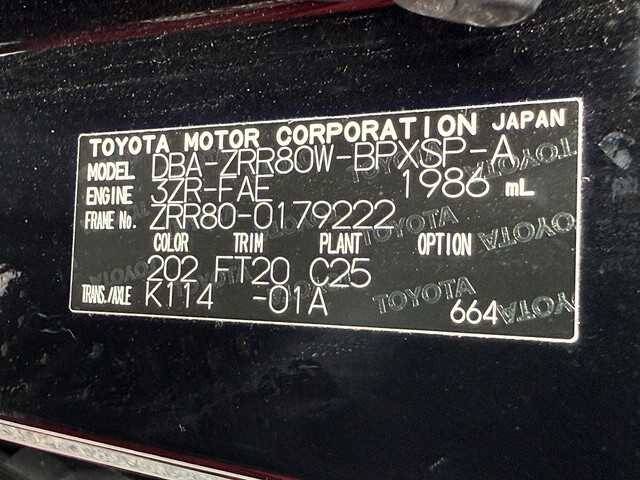 TOYOTA MOTOR CORPORATION JAPAN
MODEL DBA-ZRR80W-BPXSP-A
ENGINE 3ZR-FAE 1986 mL
FRAME No. ZRR80-0179222
COLOR TRIM PLANT OPTION
202 FT20 C25
TRANS./AXLE K114 -01A
664